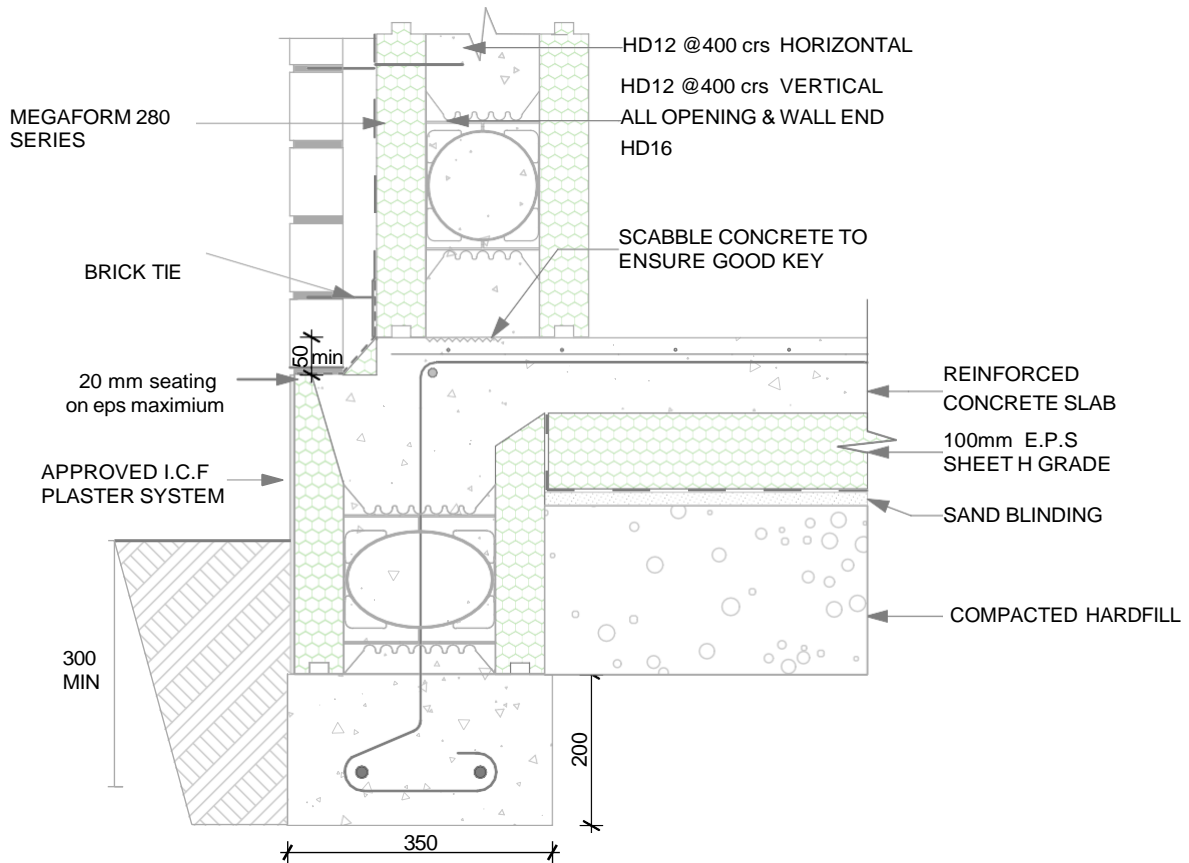 HD12 @400 crs HORIZONTAL
HD12 @400 crs VERTICAL
ALL OPENING & WALL END
HD16
MEGAFORM 280
SERIES
SCABBLE CONCRETE TO
ENSURE GOOD KEY
BRICK TIE
50
min
20 mm seating
on eps maximium
REINFORCED
CONCRETE SLAB
100mm E.P.S
SHEET H GRADE
APPROVED I.C.F
PLASTER SYSTEM
SAND BLINDING
COMPACTED HARDFILL
300
MIN
200
350